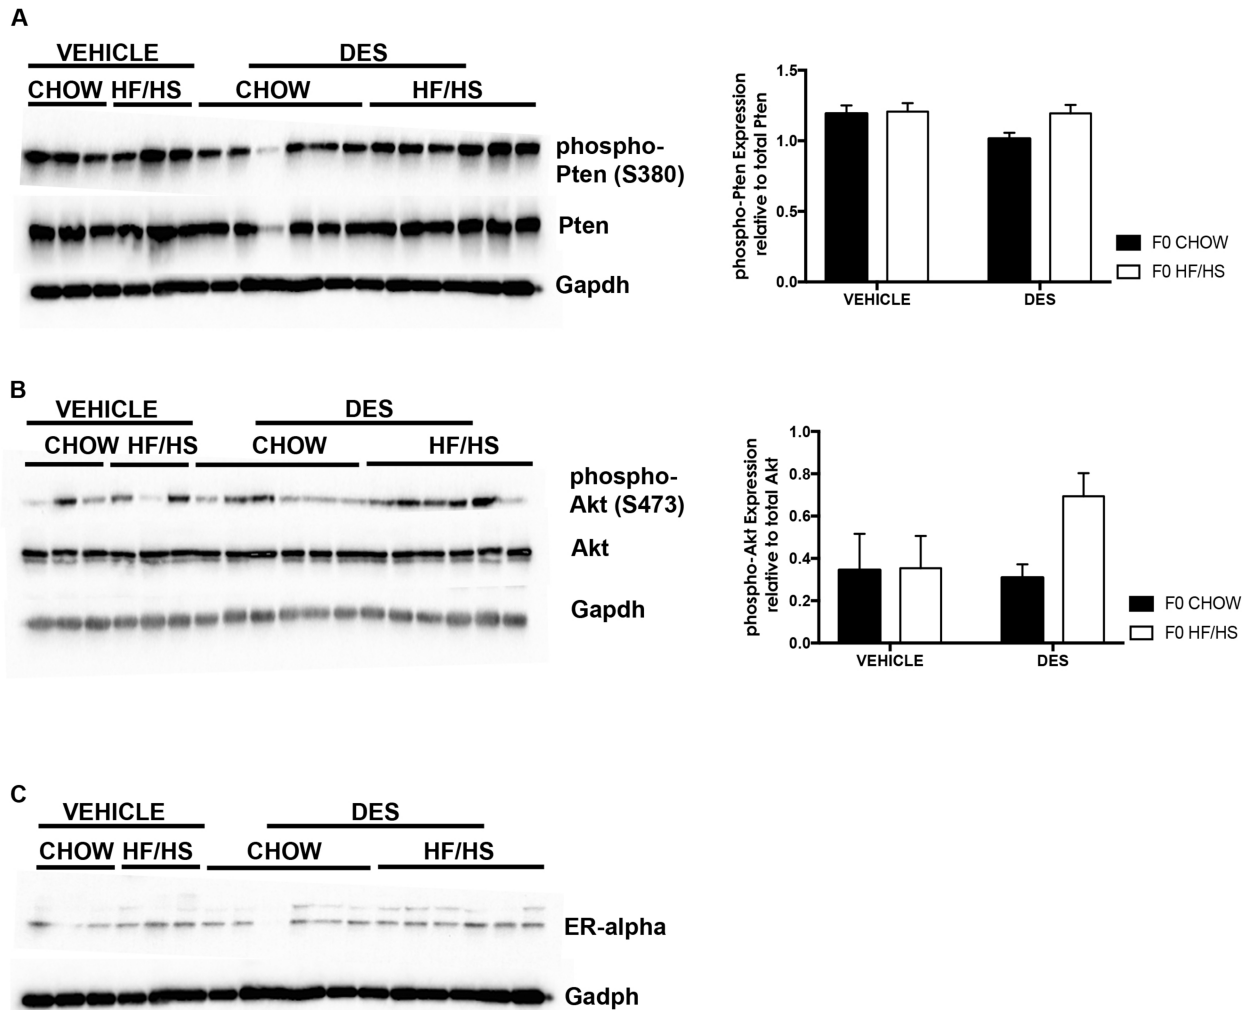 A
VEHICLE DES
CHOW HF/HS CHOW HF/HS
phospho-
Pten (S380)
Pten
Gapdh
phospho-Pten Expression
relative to total Pten
1.5
1.0
0.5
0.0
VEHICLE DES
F0 CHOW
F0 HF/HS
B
VEHICLE DES
CHOW HF/HS CHOW HF/HS
phospho-
Akt (S473)
Akt
Gapdh
phospho-Akt Expression
relative to total Akt
1.0
0.8
0.6
0.4
0.2
0.0
VEHICLE DES
F0 CHOW
F0 HF/HS
C
VEHICLE DES
CHOW HF/HS CHOW HF/HS
ER-alpha
Gadph